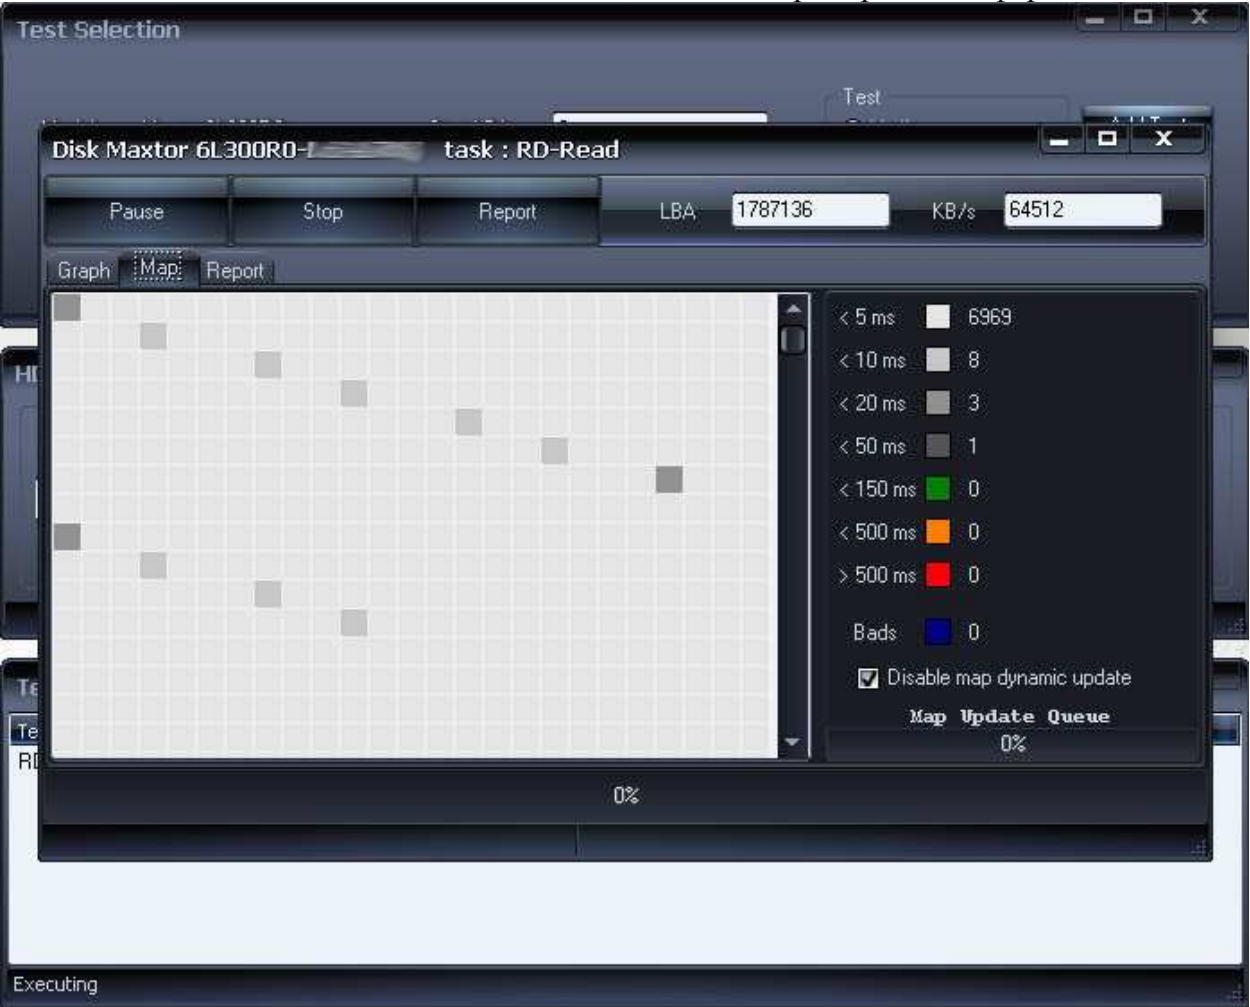 Test Selection
Test
Disk Maxtor 6L300R0- task : RD-Read
Pause Stop Report LBA 1787136 KB/s 64512
Graph Map Report
< 5 ms 6969
< 10 ms 8
< 20 ms 3
< 50 ms 1
< 150 ms 0
< 500 ms 0
> 500 ms 0
Bads 0
Disable map dynamic update
Map Update Queue
0%
0%
Executing